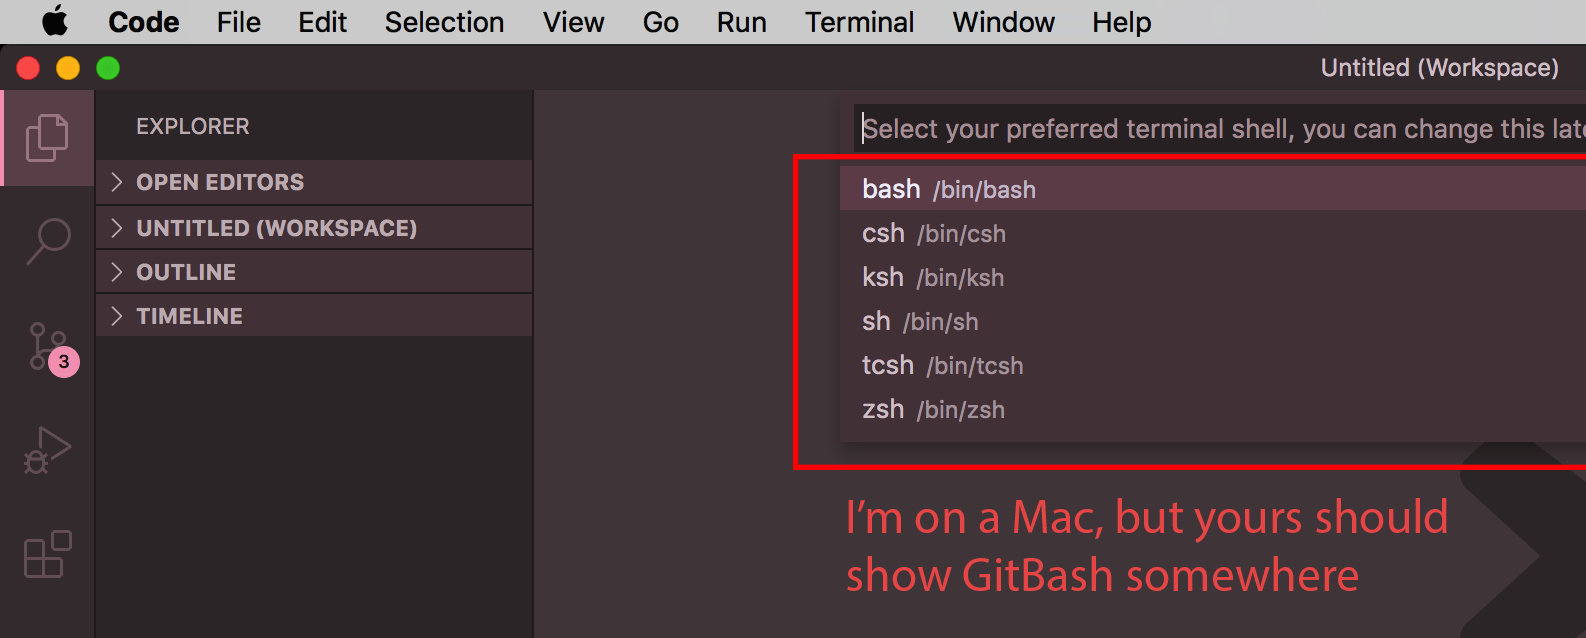 Code File Edit Selection View Go Run Terminal Window Help
Untitled (Workspace)
EXPLORER
OPEN EDITORS
UNTITLED (WORKSPACE)
OUTLINE
TIMELINE
3
Select your preferred terminal shell, you can change this late
bash /bin/bash
csh /bin/csh
ksh /bin/ksh
sh /bin/sh
tcsh /bin/tcsh
zsh /bin/zsh
I'm on a Mac, but yours should
show GitBash somewhere